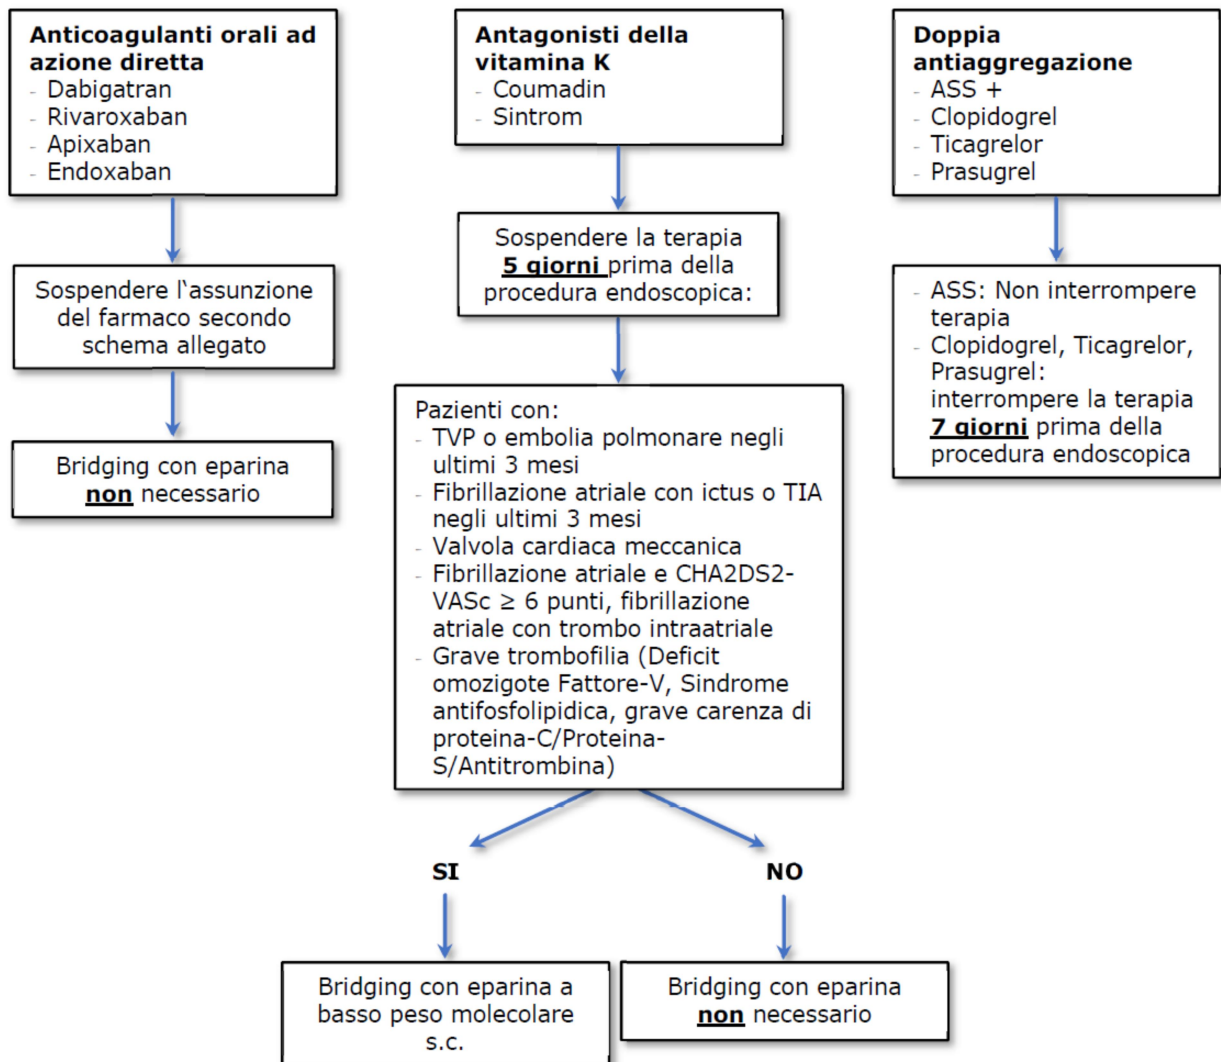 Anticoagulanti orali ad
azione diretta
- Dabigatran
- Rivaroxaban
- Apixaban
- Endoxaban
Sospendere l'assunzione
del farmaco secondo
schema allegato
Bridging con eparina
non necessario
Antagonisti della
vitamina K
- Coumadin
- Sintrom
Sospendere la terapia
5 giorni prima della
procedura endoscopica:
Pazienti con:
- TVP o embolia polmonare negli
ultimi 3 mesi
- Fibrillazione atriale con ictus o TIA
negli ultimi 3 mesi
- Valvola cardiaca meccanica
- Fibrillazione atriale e CHA2DS2-
VASc ≥ 6 punti, fibrillazione
atriale con trombo intraatriale
- Grave trombofilia (Deficit
omozigote Fattore-V, Sindrome
antifosfolipidica, grave carenza di
proteina-C/Proteina-
S/Antitrombina)
SI
NO
Bridging con eparina a
basso peso molecolare
s.c.
Bridging con eparina
non necessario
Doppia
antiaggregazione
- ASS +
- Clopidogrel
- Ticagrelor
- Prasugrel
- ASS: Non interrompere
terapia
- Clopidogrel, Ticagrelor,
Prasugrel:
interrompere la terapia
7 giorni prima della
procedura endoscopica